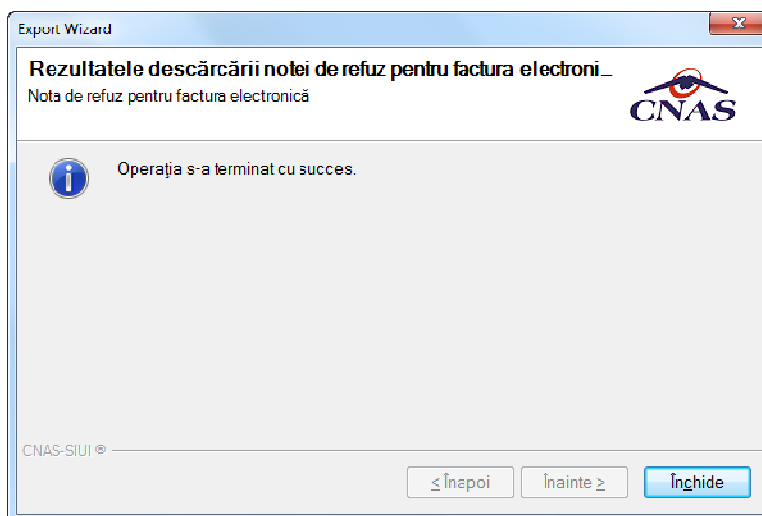 Export Wizard
x
Rezultatele descărcării notei de refuz pentru factura electroni...
Nota de refuz pentru factura electronică
CNAS
Operaţia s-a terminat cu succes.
CNAS-SIUI ®
< Înapoi
Înainte >
Închide